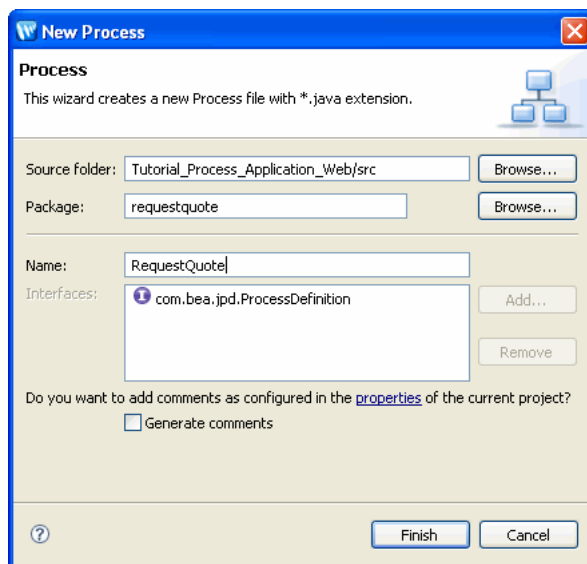 New Process
Process
This wizard creates a new Process file with *.java extension.
Source folder: Tutorial_Process_Application_Web/src Browse...
Package: requestquote Browse...
Name: RequestQuote
Interfaces: com.bea.jpd.ProcessDefinition Add...
Remove
Do you want to add comments as configured in the properties of the current project?
Generate comments
Finish Cancel